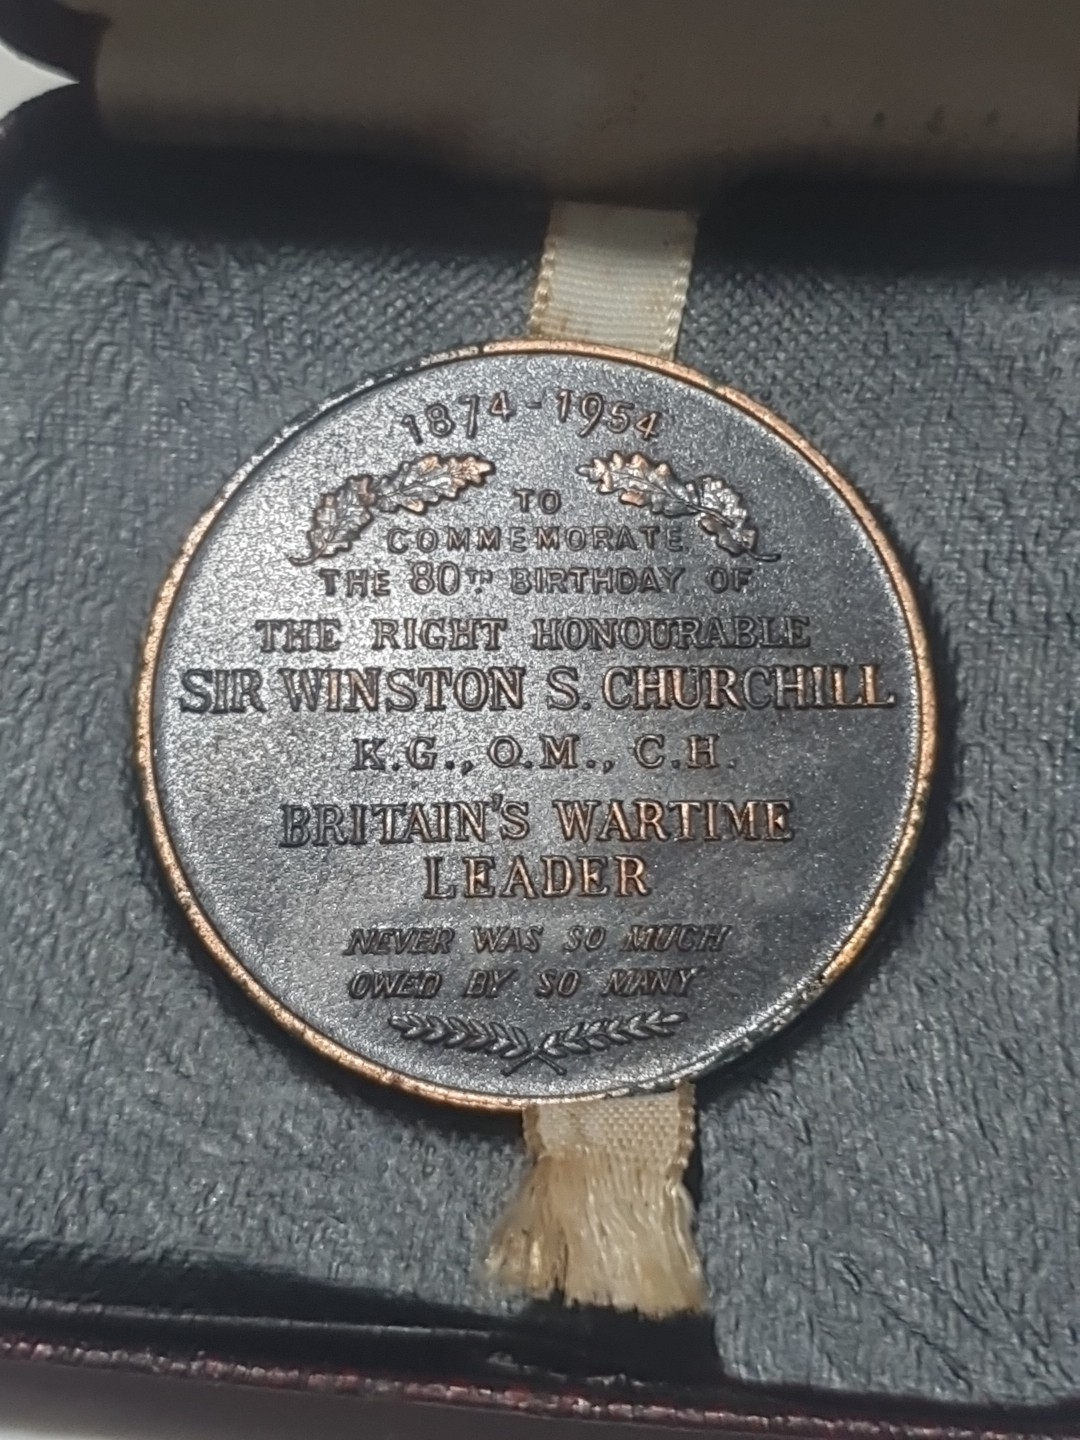 1874-1954
TO
COMMEMORATE
THE 80TH BIRTHDAY OF
THE RIGHT HONOURABLE
SIR WINSTON S. CHURCHILL
K.G., O.M., C.H.
BRITAIN'S WARTIME
LEADER
NEVER WAS SO MUCH
OWED BY SO MANY